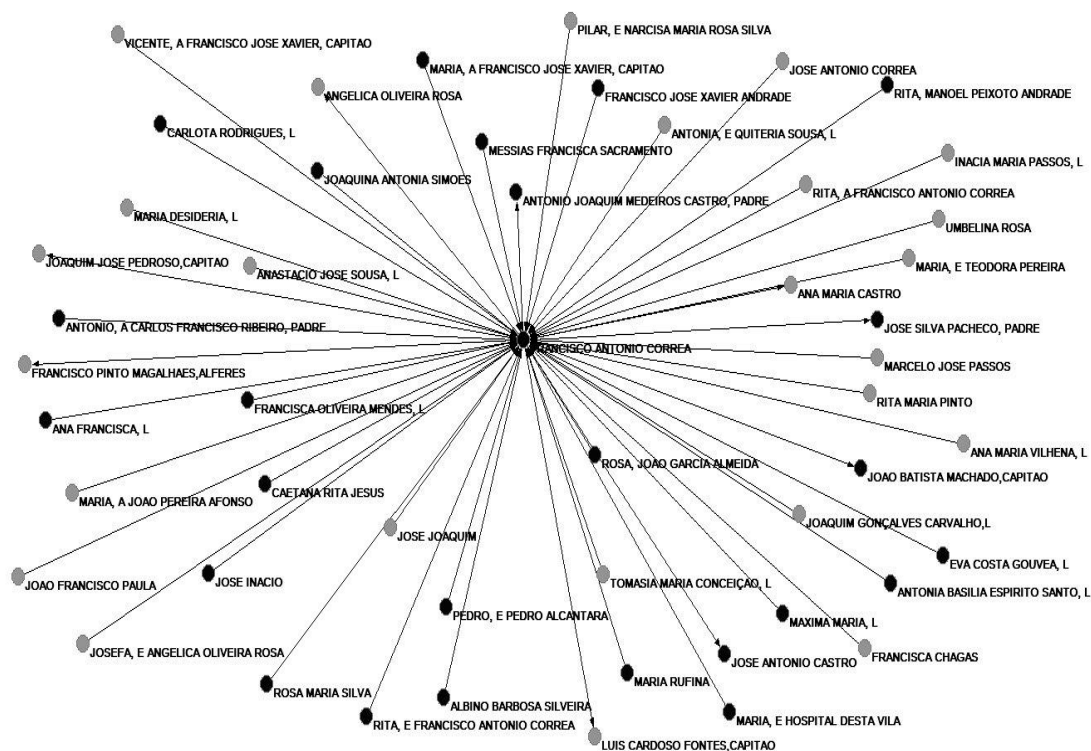 PILAR, E NARCISA MARIA ROSA SILVA
VICENTE, A FRANCISCO JOSE XAVIER, CAPITAO
MARIA, A FRANCISCO JOSE XAVIER, CAPITAO
JOSE ANTONIO CORREA
ANGELICA OLIVEIRA ROSA
FRANCISCO JOSE XAVIER ANDRADE
RITA, MANOEL PEIXOTO ANDRADE
CARLOTA RODRIGUES, L
ANTONIA, E QUITERIA SOUSA, L
MESSIAS FRANCISCA SACRAMENTO
INACIA MARIA PASSOS, L
JOAQUINA ANTONIA SIMOES
RITA, A FRANCISCO ANTONIO CORREA
ANTONIO JOAQUIM MEDEIROS CASTRO, PADRE
MARIA DESIDERIA, L
UMBELINA ROSA
JOAQUIM JOSE PEDROSO,CAPITAO
MARIA, E TEODORA PEREIRA
ANASTACIO JOSE SOUSA, L
ANA MARIA CASTRO
ANTONIO, A CARLOS FRANCISCO RIBEIRO, PADRE
JOSE SILVA PACHECO, PADRE
FRANCISCO ANTONIO CORREA
MARCELO JOSE PASSOS
FRANCISCO PINTO MAGALHAES,ALFERES
RITA MARIA PINTO
FRANCISCA OLIVEIRA MENDES, L
ANA FRANCISCA, L
ANA MARIA VILHENA, L
ROSA, JOAO GARCIA ALMEIDA
JOAO BATISTA MACHADO,CAPITAO
CAETANA RITA JESUS
MARIA, A JOAO PEREIRA AFONSO
JOAQUIM GONÇALVES CARVALHO,L
JOSE JOAQUIM
EVA COSTA GOUVEA, L
JOSE INACIO
JOAO FRANCISCO PAULA
TOMASIA MARIA CONCEIÇÃO, L
ANTONIA BASILIA ESPIRITO SANTO, L
PEDRO, E PEDRO ALCANTARA
MAXIMA MARIA, L
JOSEFA, E ANGELICA OLIVEIRA ROSA
FRANCISCA CHAGAS
JOSE ANTONIO CASTRO
MARIA RUFINA
ROSA MARIA SILVA
ALBINO BARBOSA SILVEIRA
MARIA, E HOSPITAL DESTA VILA
RITA, E FRANCISCO ANTONIO CORREA
LUIS CARDOSO FONTES,CAPITAO